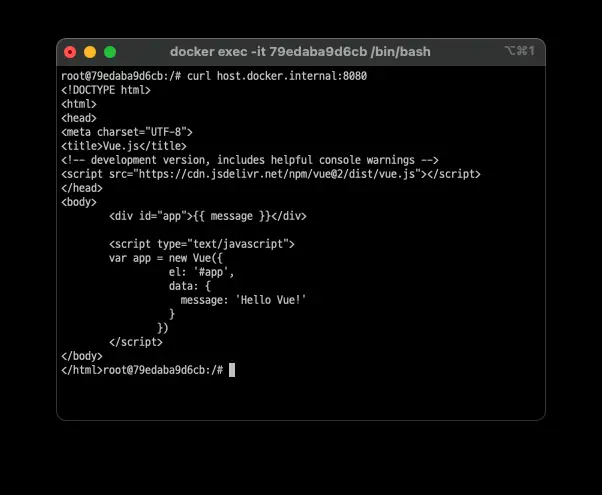 docker exec -it 79edaba9d6cb /bin/bash ⌥⌘1
root@79edaba9d6cb:/# curl host.docker.internal:8080
<!DOCTYPE html>
<html>
<head>
<meta charset="UTF-8">
<title>Vue.js</title>
<!-- development version, includes helpful console warnings -->
<script src="https://cdn.jsdelivr.net/npm/vue@2/dist/vue.js"></script>
</head>
<body>
        <div id="app">{{ message }}</div>

        <script type="text/javascript">
        var app = new Vue({
                  el: '#app',
                  data: {
                    message: 'Hello Vue!'
                  }
                })
        </script>
</body>
</html>root@79edaba9d6cb:/#